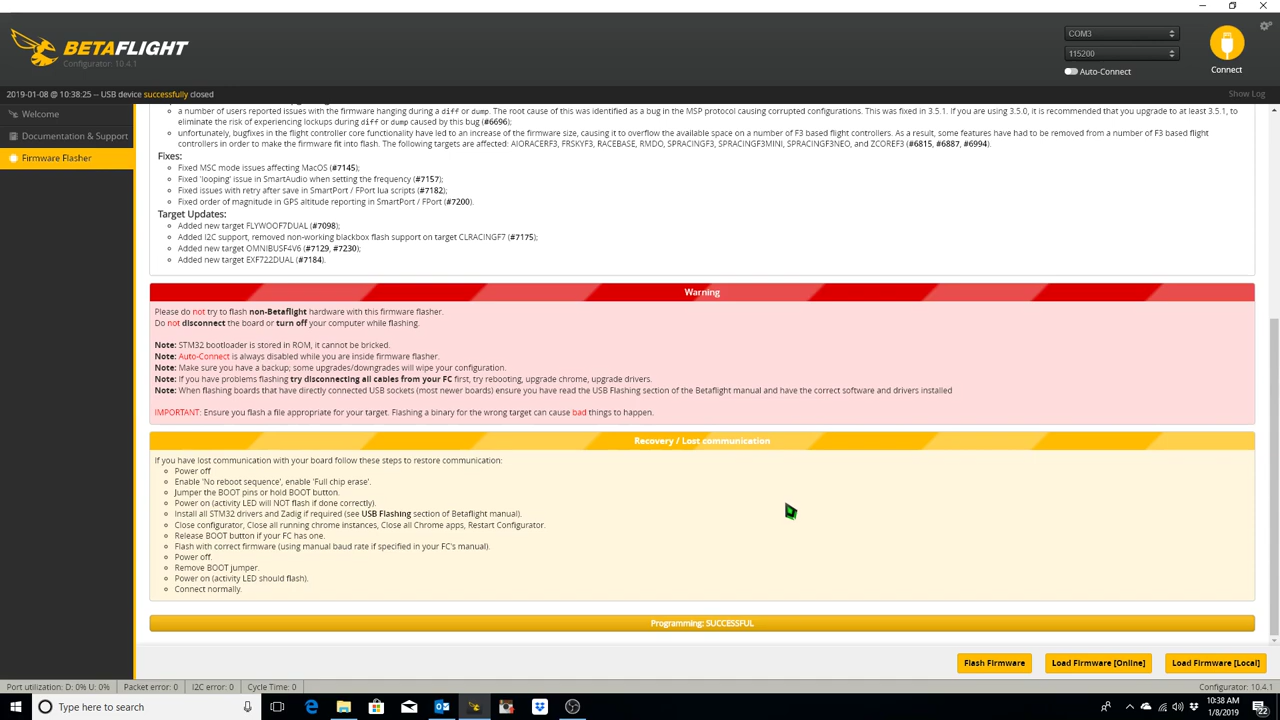 BETAFLIGHT
Configurator: 10.4.1
COM3
115200
Auto-Connect
Connect
2019-01-08 @ 10:38:25 -- USB device successfully closed
Show Log
Welcome
Documentation & Support
Firmware Flasher
a number of users reported issues with the firmware hanging during a diff or dump. The root cause of this was identified as a bug in the MSP protocol causing corrupted configurations. This was fixed in 3.5.1. If you are using 3.5.0, it is recommended that you upgrade to at least 3.5.1, to
eliminate the risk of experiencing lockups during diff or dump caused by this bug (#6696);
unfortunately, bugfixes in the flight controller core functionality have led to an increase of the firmware size, causing it to overflow the available space on a number of F3 based flight controllers. As a result, some features have had to be removed from a number of F3 based flight
controllers in order to make the firmware fit into flash. The following targets are affected: AIORACERF3, FRSKYF3, RACEBASE, RMDO, SPRACINGF3, SPRACINGF3MINI, SPRACINGF3NEO, and ZCOREF3 (#6815, #6887, #6994).
Fixes:
Fixed MSC mode issues affecting MacOS (#7145);
Fixed 'looping' issue in SmartAudio when setting the frequency (#7157);
Fixed issues with retry after save in SmartPort / FPort lua scripts (#7182);
Fixed order of magnitude in GPS altitude reporting in SmartPort / FPort (#7200).
Target Updates:
Added new target FLYWOOF7DUAL (#7098);
Added I2C support, removed non-working blackbox flash support on target CLRACINGF7 (#7175);
Added new target OMNIBUSF4V6 (#7129, #7230);
Added new target EXF722DUAL (#7184).
Warning
Please do not try to flash non-Betaflight hardware with this firmware flasher.
Do not disconnect the board or turn off your computer while flashing.
Note: STM32 bootloader is stored in ROM, it cannot be bricked.
Note: Auto-Connect is always disabled while you are inside firmware flasher.
Note: Make sure you have a backup; some upgrades/downgrades will wipe your configuration.
Note: If you have problems flashing try disconnecting all cables from your FC first, try rebooting, upgrade chrome, upgrade drivers.
Note: When flashing boards that have directly connected USB sockets (most newer boards) ensure you have read the USB Flashing section of the Betaflight manual and have the correct software and drivers installed
IMPORTANT: Ensure you flash a file appropriate for your target. Flashing a binary for the wrong target can cause bad things to happen.
Recovery / Lost communication
If you have lost communication with your board follow these steps to restore communication:
Power off
Enable 'No reboot sequence', enable 'Full chip erase'.
Jumper the BOOT pins or hold BOOT button.
Power on (activity LED will NOT flash if done correctly).
Install all STM32 drivers and Zadig if required (see USB Flashing section of Betaflight manual).
Close configurator, Close all running chrome instances, Close all Chrome apps, Restart Configurator.
Release BOOT button if your FC has one.
Flash with correct firmware (using manual baud rate if specified in your FC's manual).
Power off.
Remove BOOT jumper.
Power on (activity LED should flash).
Connect normally.
Programming: SUCCESSFUL
Flash Firmware
Load Firmware [Online]
Load Firmware [Local]
Port utilization: D: 0% U: 0%
Packet error: 0
I2C error: 0
Cycle Time: 0
Configurator: 10.4.1
Type here to search
10:38 AM
1/8/2019
22